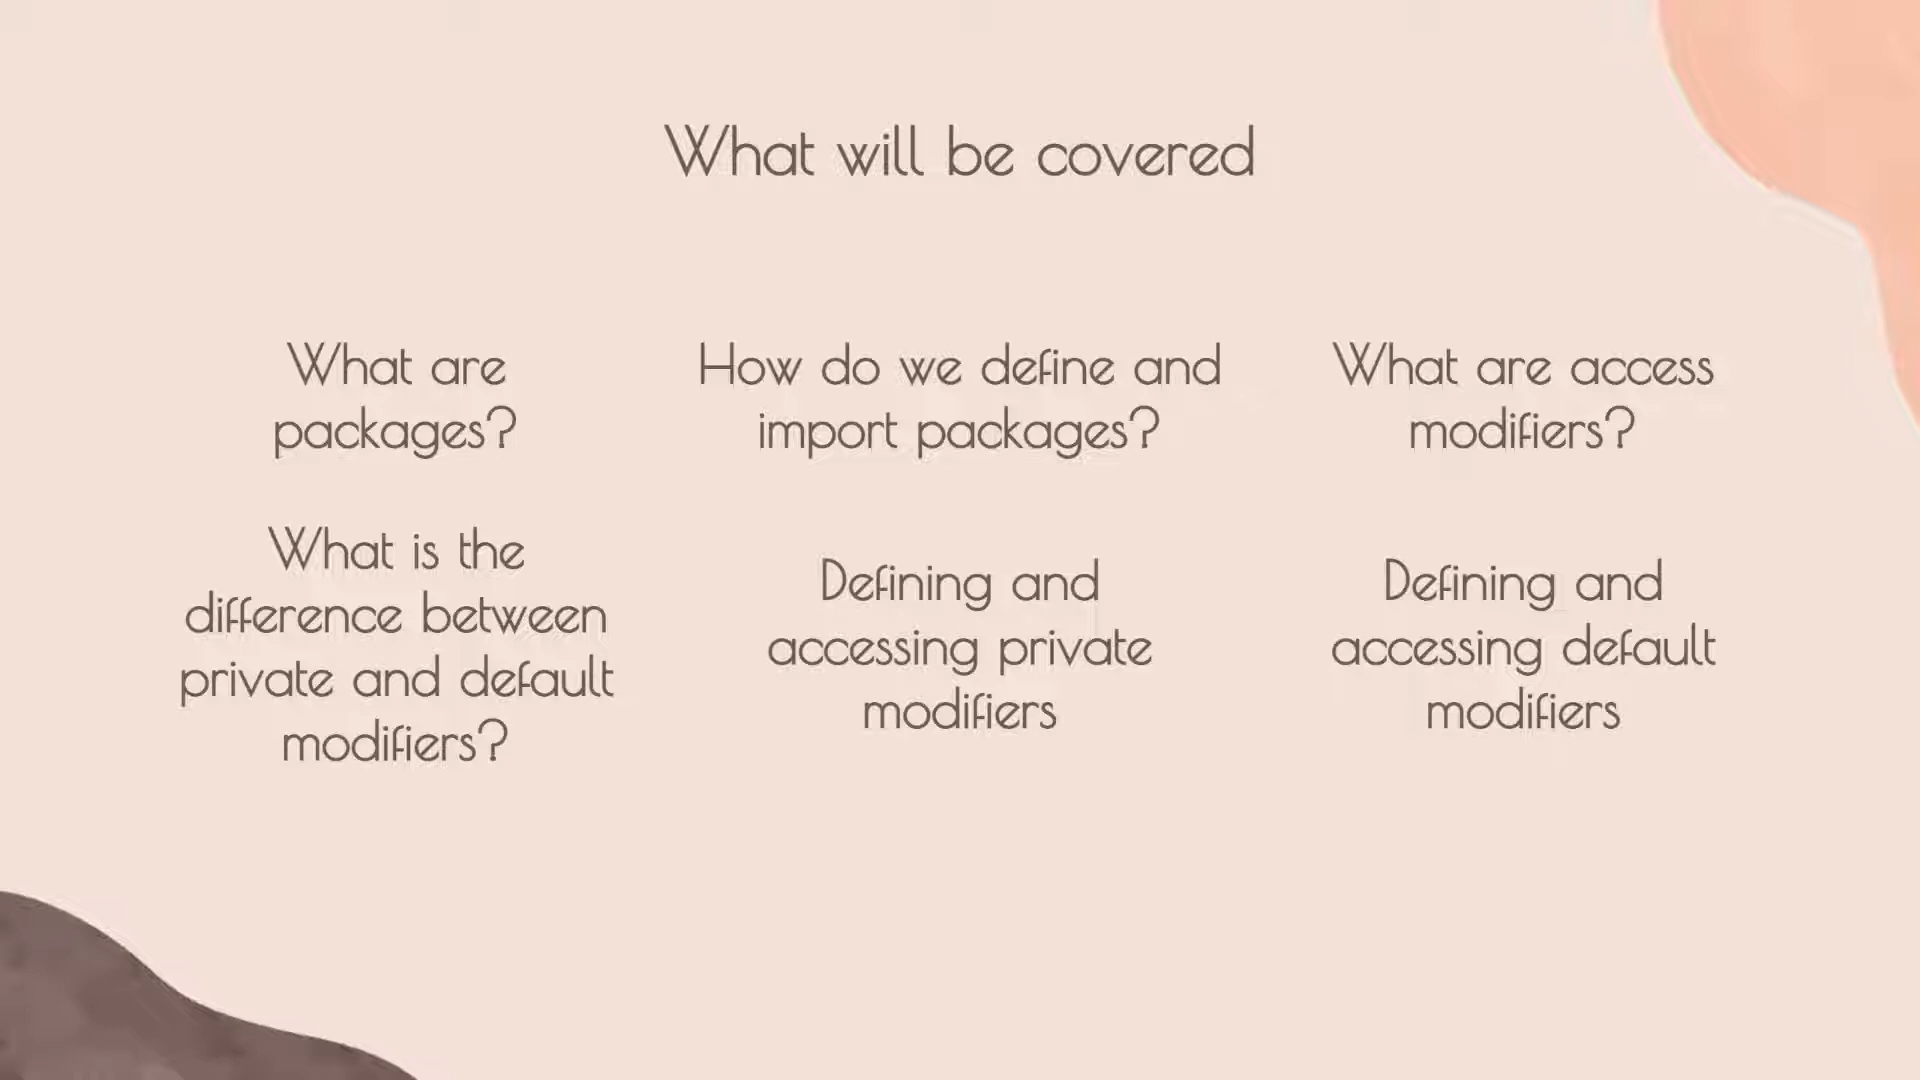 What will be covered
What are
packages?
How do we define and
import packages?
What are access
modifiers?
What is the
difference between
private and default
modifiers?
Defining and
accessing private
modifiers
Defining and
accessing default
modifiers